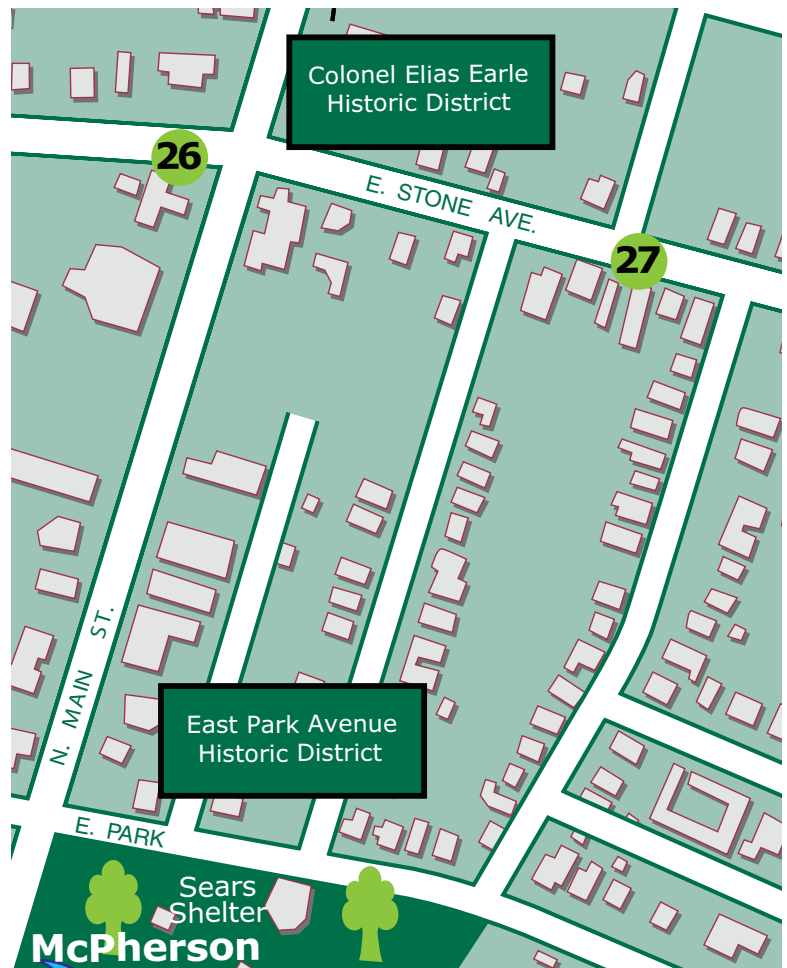 Colonel Elias Earle
Historic District
26
E. STONE AVE.
27
N. MAIN ST.
East Park Avenue
Historic District
E. PARK
Sears
Shelter
McPherson